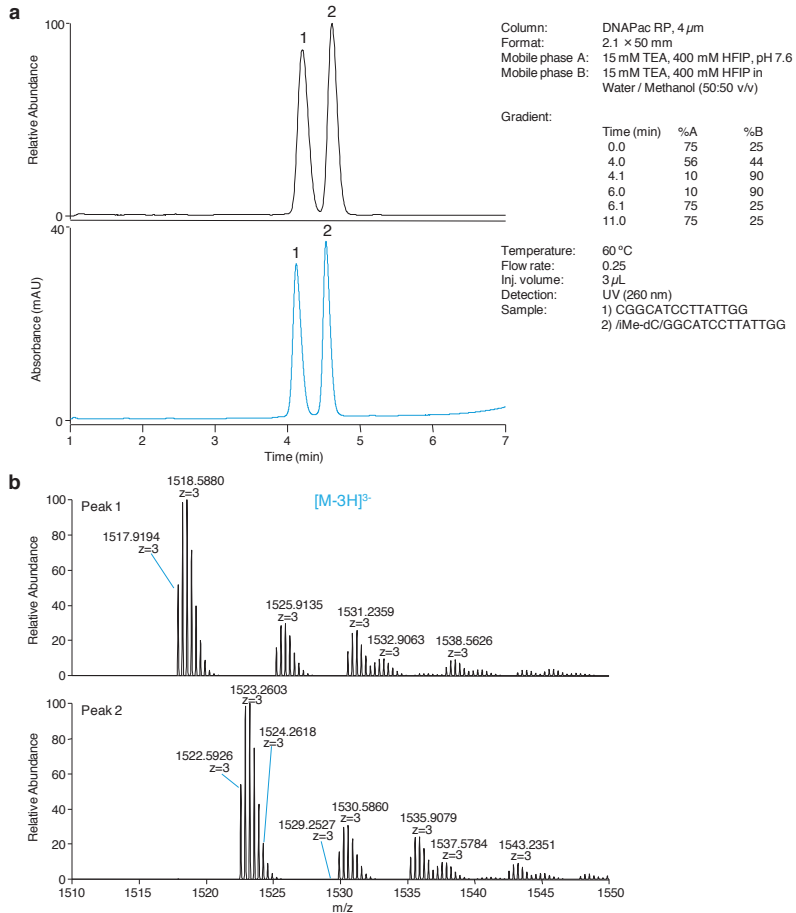 a
100
0
Relative Abundance
1
2
Column: DNAPac RP, 4 µm
Format: 2.1 × 50 mm
Mobile phase A: 15 mM TEA, 400 mM HFIP, pH 7.6
Mobile phase B: 15 mM TEA, 400 mM HFIP in
Water / Methanol (50:50 v/v)
Gradient:
Time (min) %A %B
0.0 75 25
4.0 56 44
4.1 10 90
6.0 10 90
6.1 75 25
11.0 75 25
Temperature: 60 °C
Flow rate: 0.25
Inj. volume: 3 µL
Detection: UV (260 nm)
Sample: 1) CGGCATCCTTATTGG
2) /iMe-dC/GGCATCCTTATTGG
40
0
Absorbance (mAU)
1
2
1 2 3 4 5 6 7
Time (min)
b
Peak 1
[M-3H]3-
100
80
60
40
20
0
Relative Abundance
1518.5880
z=3
1517.9194
z=3
1525.9135
z=3
1531.2359
z=3
1532.9063
z=3
1538.5626
z=3
Peak 2
100
80
60
40
20
0
Relative Abundance
1523.2603
z=3
1524.2618
z=3
1522.5926
z=3
1529.2527
z=3
1530.5860
z=3
1535.9079
z=3
1537.5784
z=3
1543.2351
z=3
1510 1515 1520 1525 1530 1535 1540 1545 1550
m/z